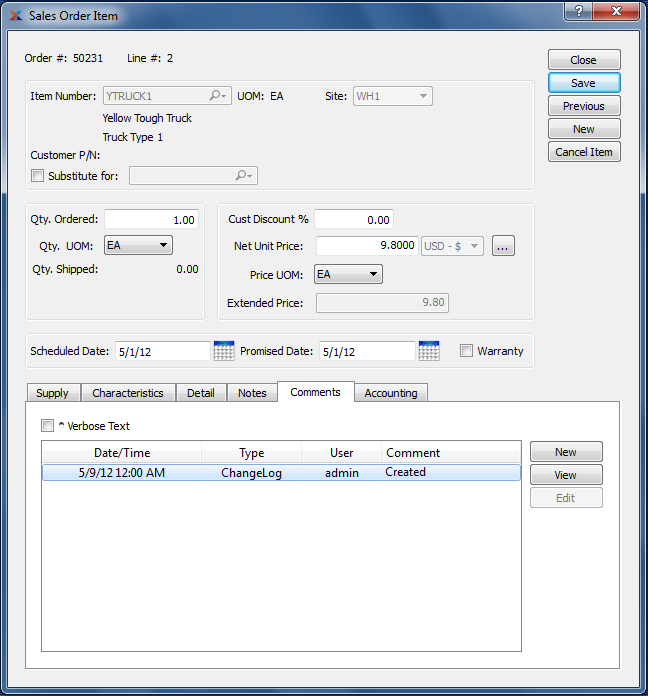 Sales Order Item
Order #: 50231 Line #: 2
Close
Save
Previous
New
Cancel Item
Item Number: YTRUCK1 UOM: EA Site: WH1
Yellow Tough Truck
Truck Type 1
Customer P/N:
Substitute for:
Qty. Ordered: 1.00
Qty. UOM: EA
Qty. Shipped: 0.00
Cust Discount % 0.00
Net Unit Price: 9.8000 USD - $ ...
Price UOM: EA
Extended Price: 9.80
Scheduled Date: 5/1/12 Promised Date: 5/1/12 Warranty
Supply Characteristics Detail Notes Comments Accounting
^ Verbose Text
Date/Time Type User Comment
5/9/12 12:00 AM ChangeLog admin Created
New
View
Edit